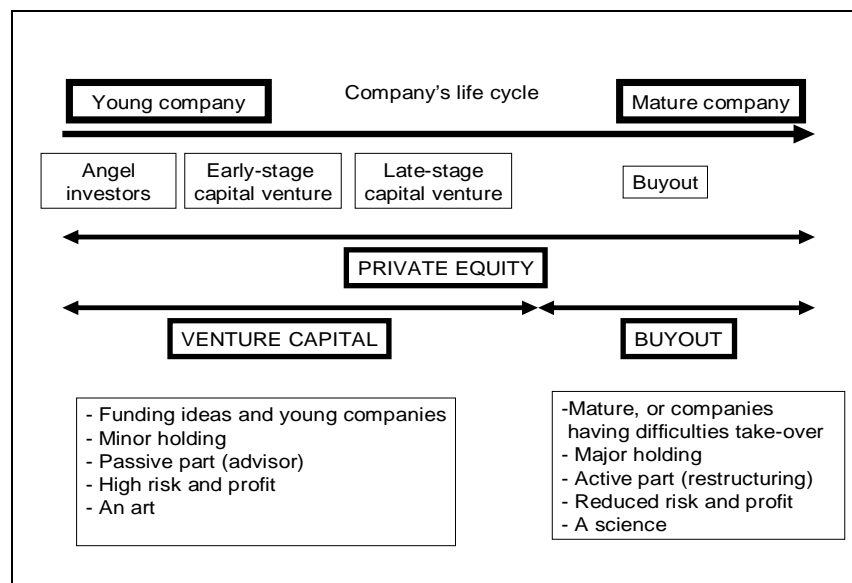 Young company
Company's life cycle
Mature company
Angel
investors
Early-stage
capital venture
Late-stage
capital venture
Buyout
PRIVATE EQUITY
VENTURE CAPITAL
BUYOUT
- Funding ideas and young companies
- Minor holding
- Passive part (advisor)
- High risk and profit
- An art
-Mature, or companies
having difficulties take-over
- Major holding
- Active part (restructuring)
- Reduced risk and profit
- A science